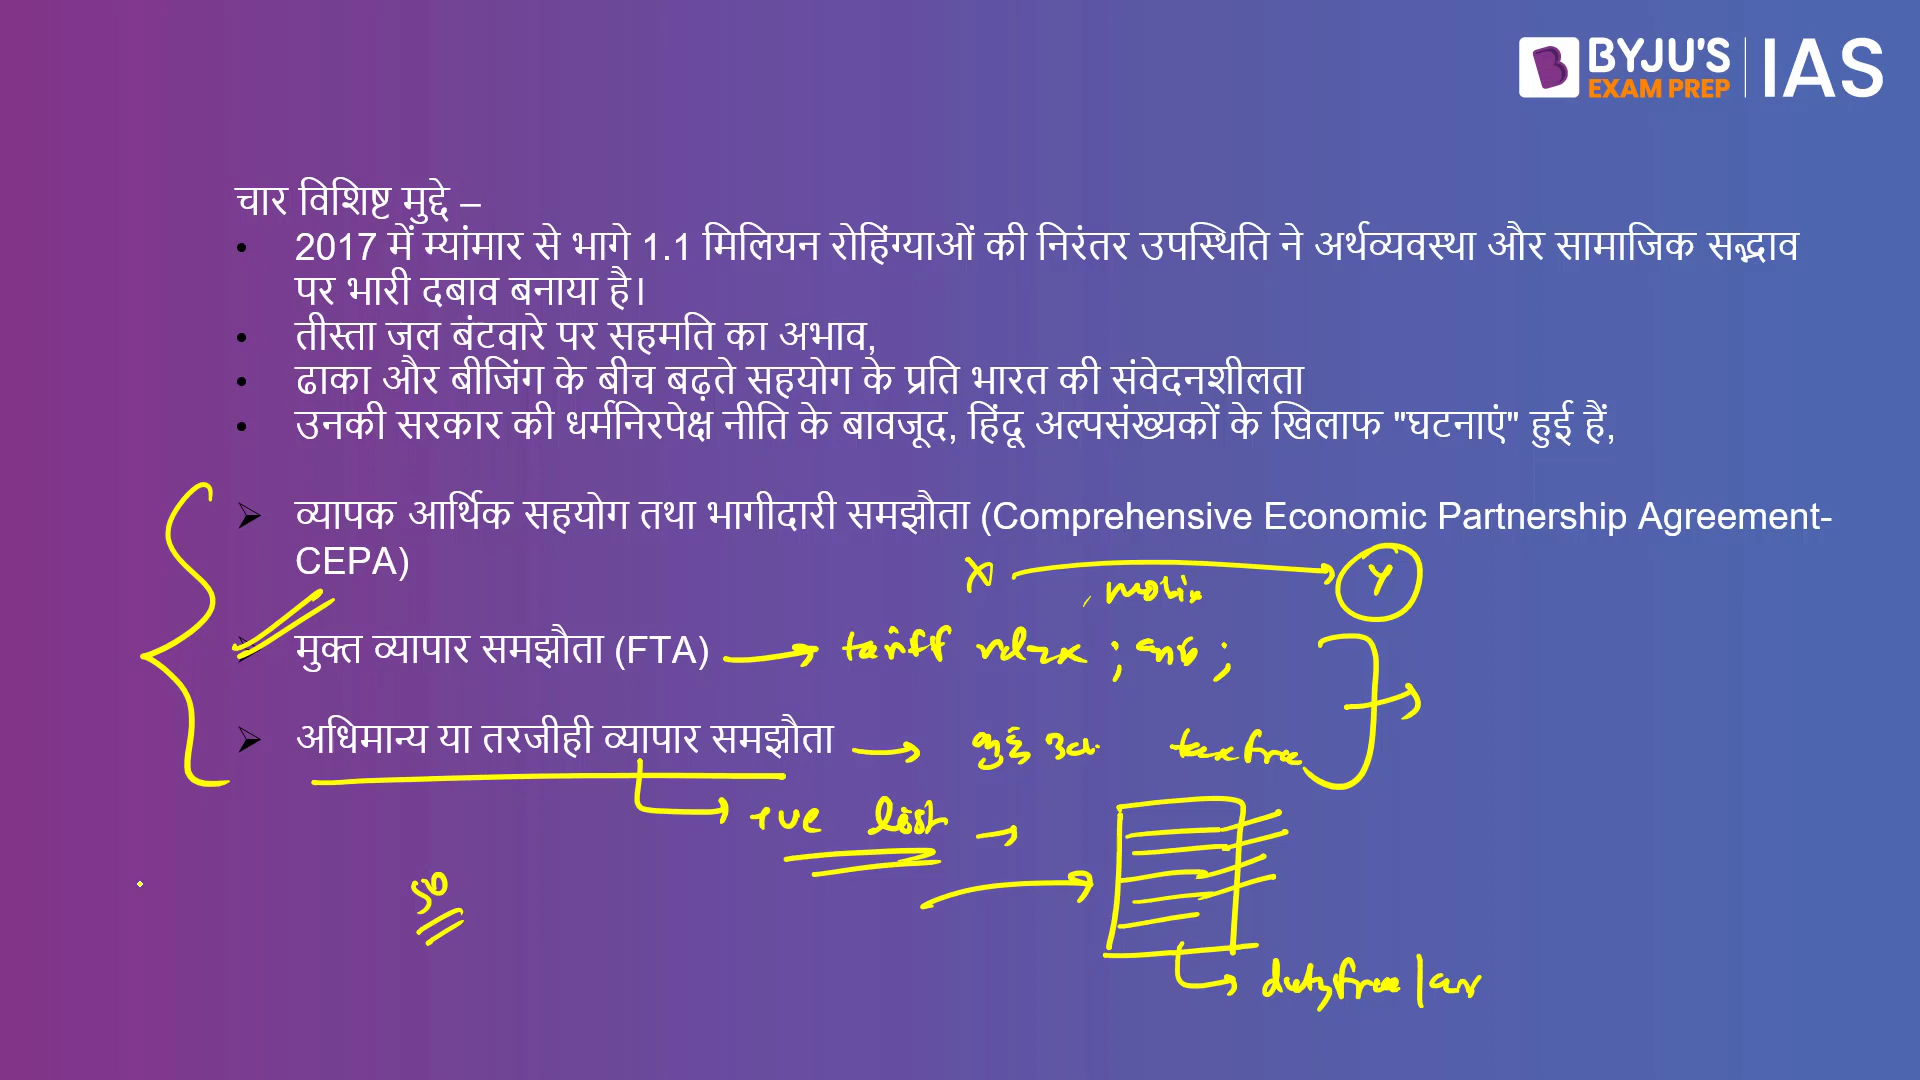 BYJU'S
EXAM PREP
IAS
चार विशिष्ट मुद्दे –
• 2017 में म्यांमार से भागे 1.1 मिलियन रोहिंग्याओं की निरंतर उपस्थिति ने अर्थव्यवस्था और सामाजिक सद्भाव
पर भारी दबाव बनाया है।
• तीस्ता जल बंटवारे पर सहमति का अभाव,
• ढाका और बीजिंग के बीच बढ़ते सहयोग के प्रति भारत की संवेदनशीलता
• उनकी सरकार की धर्मनिरपेक्ष नीति के बावजूद, हिंदू अल्पसंख्यकों के खिलाफ "घटनाएं" हुई हैं,
➢ व्यापक आर्थिक सहयोग तथा भागीदारी समझौता (Comprehensive Economic Partnership Agreement-
CEPA)
X Y
मुक्त व्यापार समझौता (FTA) → tariff relax ;
➢ अधिमान्य या तरजीही व्यापार समझौता → tax free
+ve list →
50
duty free |